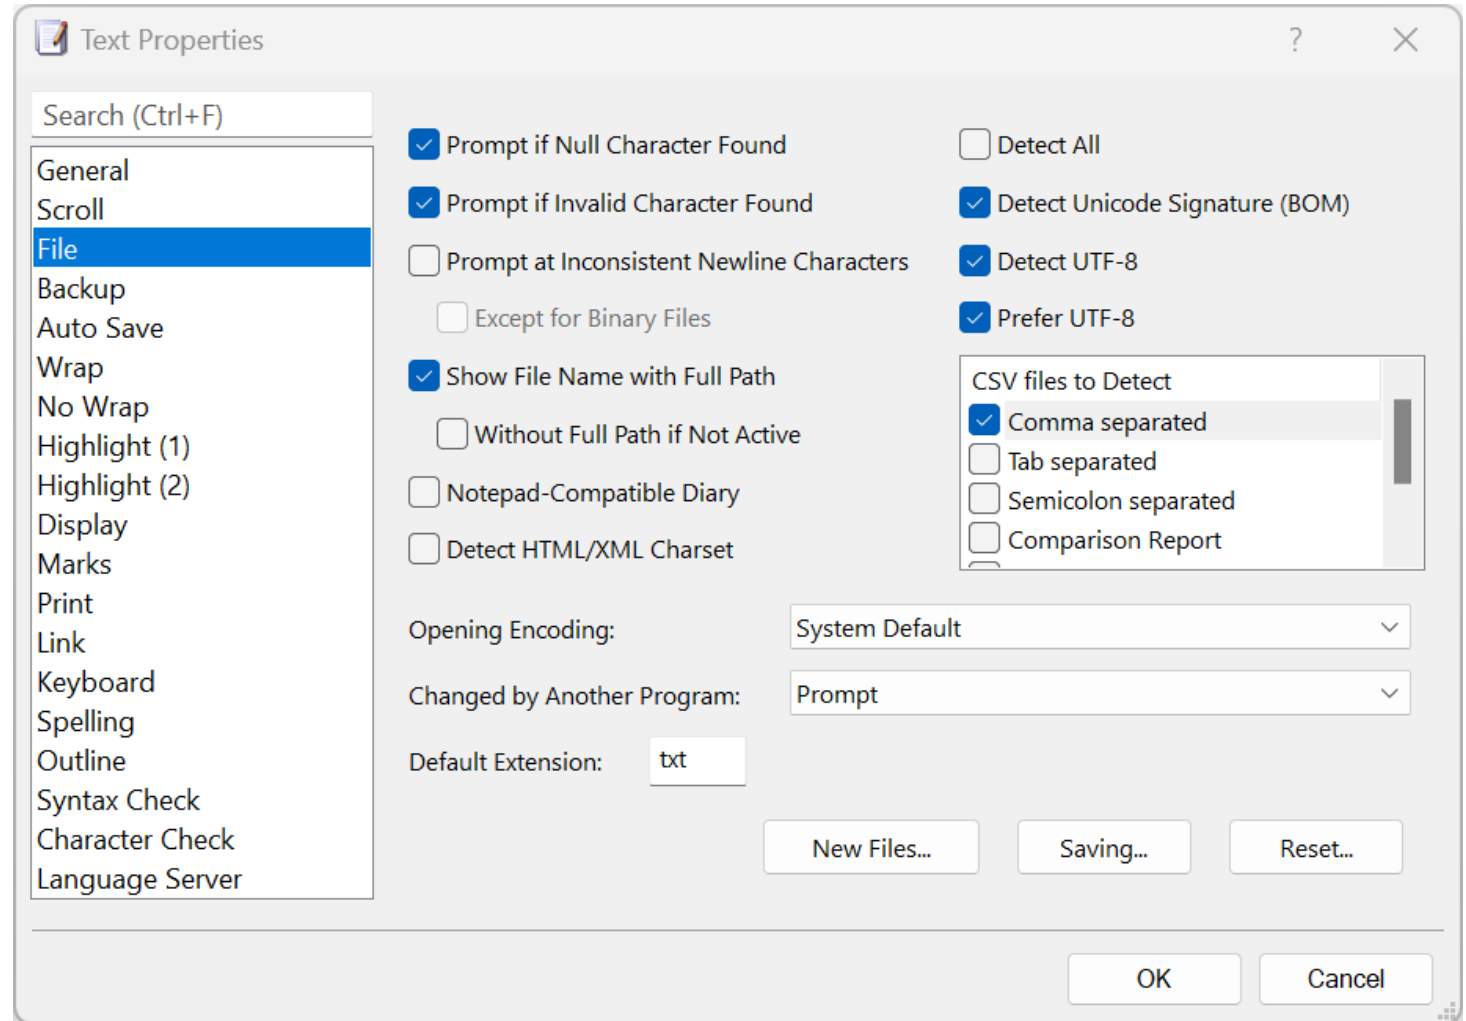 Text Properties
?
Search (Ctrl+F)
General
Scroll
File
Backup
Auto Save
Wrap
No Wrap
Highlight (1)
Highlight (2)
Display
Marks
Print
Link
Keyboard
Spelling
Outline
Syntax Check
Character Check
Language Server
Prompt if Null Character Found
Prompt if Invalid Character Found
Prompt at Inconsistent Newline Characters
Except for Binary Files
Show File Name with Full Path
Without Full Path if Not Active
Notepad-Compatible Diary
Detect HTML/XML Charset
Detect All
Detect Unicode Signature (BOM)
Detect UTF-8
Prefer UTF-8
CSV files to Detect
Comma separated
Tab separated
Semicolon separated
Comparison Report
Opening Encoding: System Default
Changed by Another Program: Prompt
Default Extension: txt
New Files... Saving... Reset...
OK Cancel